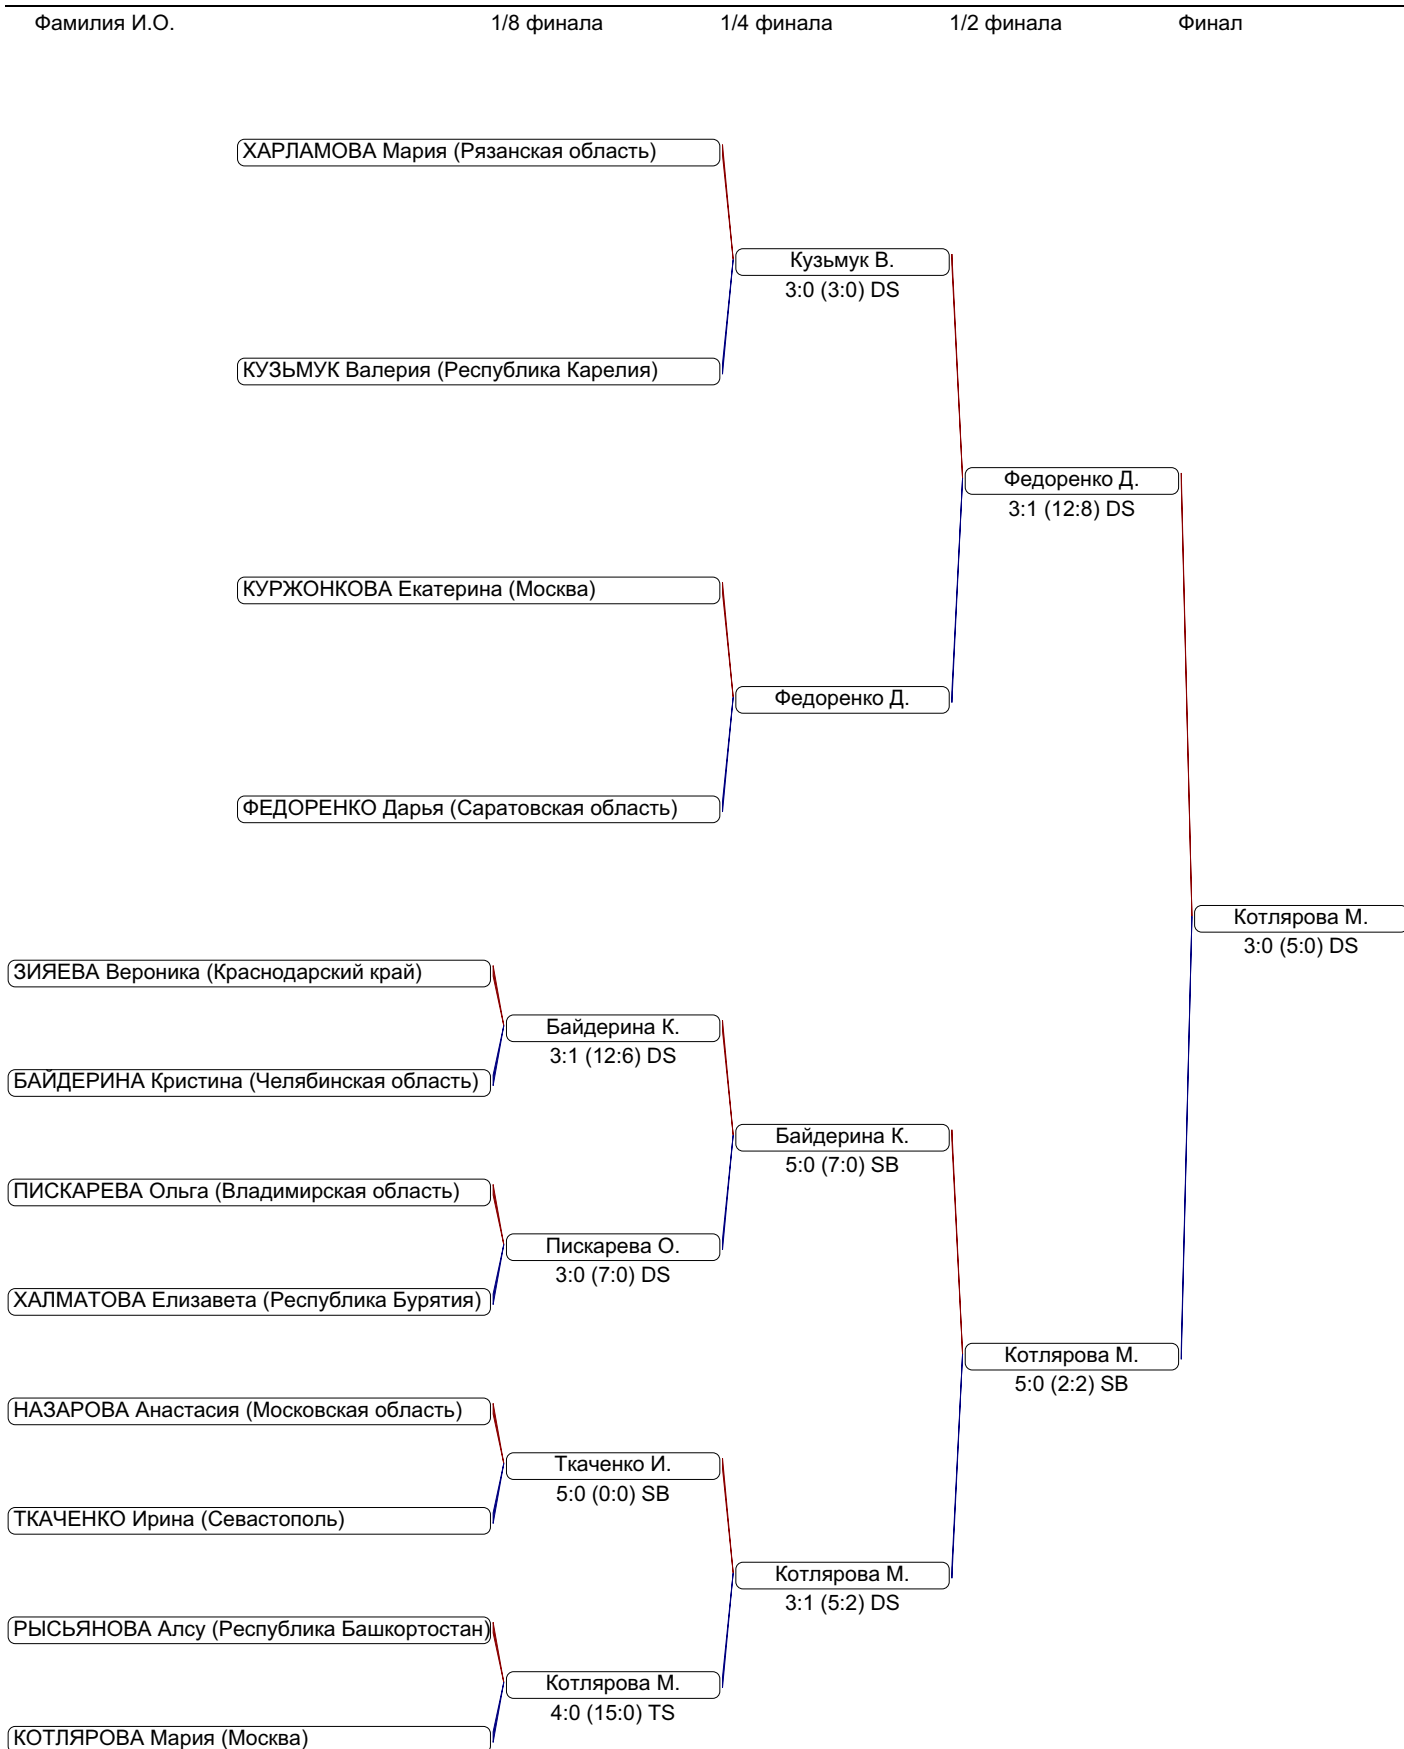 Фамилия И.О. 1/8 финала 1/4 финала 1/2 финала Финал
ХАРЛАМОВА Мария (Рязанская область)
Кузьмук В.
3:0 (3:0) DS
КУЗЬМУК Валерия (Республика Карелия)
Федоренко Д.
3:1 (12:8) DS
КУРЖОНКОВА Екатерина (Москва)
Федоренко Д.
ФЕДОРЕНКО Дарья (Саратовская область)
Котлярова М.
3:0 (5:0) DS
ЗИЯЕВА Вероника (Краснодарский край)
Байдерина К.
3:1 (12:6) DS
БАЙДЕРИНА Кристина (Челябинская область)
Байдерина К.
5:0 (7:0) SB
ПИСКАРЕВА Ольга (Владимирская область)
Пискарева О.
3:0 (7:0) DS
ХАЛМАТОВА Елизавета (Республика Бурятия)
Котлярова М.
5:0 (2:2) SB
НАЗАРОВА Анастасия (Московская область)
Ткаченко И.
5:0 (0:0) SB
ТКАЧЕНКО Ирина (Севастополь)
Котлярова М.
3:1 (5:2) DS
РЫСЬЯНОВА Алсу (Республика Башкортостан)
Котлярова М.
4:0 (15:0) TS
КОТЛЯРОВА Мария (Москва)